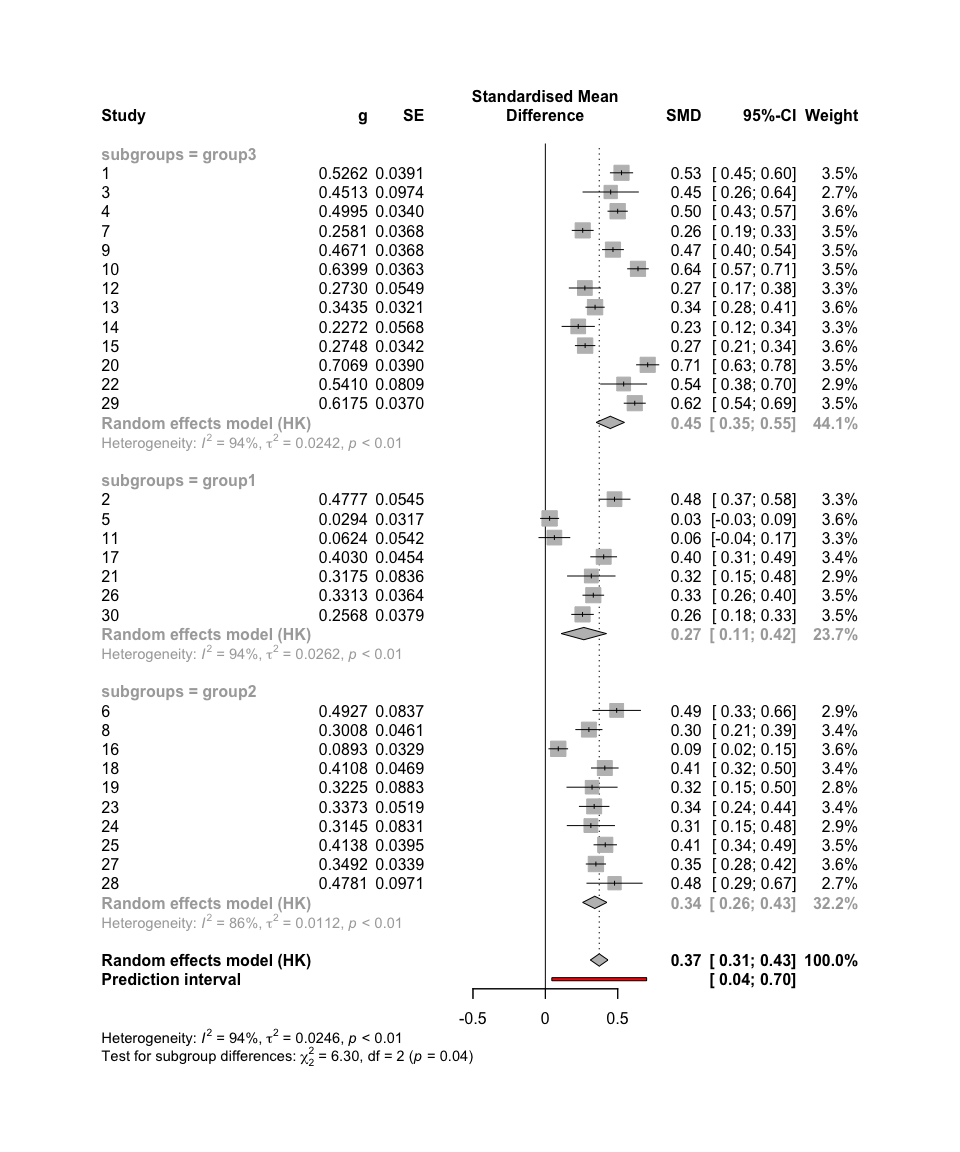 Standardised Mean
Study g SE Difference SMD 95%-CI Weight
subgroups = group3
1 0.5262 0.0391 0.53 [ 0.45; 0.60] 3.5%
3 0.4513 0.0974 0.45 [ 0.26; 0.64] 2.7%
4 0.4995 0.0340 0.50 [ 0.43; 0.57] 3.6%
7 0.2581 0.0368 0.26 [ 0.19; 0.33] 3.5%
9 0.4671 0.0368 0.47 [ 0.40; 0.54] 3.5%
10 0.6399 0.0363 0.64 [ 0.57; 0.71] 3.5%
12 0.2730 0.0549 0.27 [ 0.17; 0.38] 3.3%
13 0.3435 0.0321 0.34 [ 0.28; 0.41] 3.6%
14 0.2272 0.0568 0.23 [ 0.12; 0.34] 3.3%
15 0.2748 0.0342 0.27 [ 0.21; 0.34] 3.6%
20 0.7069 0.0390 0.71 [ 0.63; 0.78] 3.5%
22 0.5410 0.0809 0.54 [ 0.38; 0.70] 2.9%
29 0.6175 0.0370 0.62 [ 0.54; 0.69] 3.5%
Random effects model (HK) 0.45 [ 0.35; 0.55] 44.1%
Heterogeneity: I² = 94%, τ² = 0.0242, p < 0.01
subgroups = group1
2 0.4777 0.0545 0.48 [ 0.37; 0.58] 3.3%
5 0.0294 0.0317 0.03 [-0.03; 0.09] 3.6%
11 0.0624 0.0542 0.06 [-0.04; 0.17] 3.3%
17 0.4030 0.0454 0.40 [ 0.31; 0.49] 3.4%
21 0.3175 0.0836 0.32 [ 0.15; 0.48] 2.9%
26 0.3313 0.0364 0.33 [ 0.26; 0.40] 3.5%
30 0.2568 0.0379 0.26 [ 0.18; 0.33] 3.5%
Random effects model (HK) 0.27 [ 0.11; 0.42] 23.7%
Heterogeneity: I² = 94%, τ² = 0.0262, p < 0.01
subgroups = group2
6 0.4927 0.0837 0.49 [ 0.33; 0.66] 2.9%
8 0.3008 0.0461 0.30 [ 0.21; 0.39] 3.4%
16 0.0893 0.0329 0.09 [ 0.02; 0.15] 3.6%
18 0.4108 0.0469 0.41 [ 0.32; 0.50] 3.4%
19 0.3225 0.0883 0.32 [ 0.15; 0.50] 2.8%
23 0.3373 0.0519 0.34 [ 0.24; 0.44] 3.4%
24 0.3145 0.0831 0.31 [ 0.15; 0.48] 2.9%
25 0.4138 0.0395 0.41 [ 0.34; 0.49] 3.5%
27 0.3492 0.0339 0.35 [ 0.28; 0.42] 3.6%
28 0.4781 0.0971 0.48 [ 0.29; 0.67] 2.7%
Random effects model (HK) 0.34 [ 0.26; 0.43] 32.2%
Heterogeneity: I² = 86%, τ² = 0.0112, p < 0.01
Random effects model (HK) 0.37 [ 0.31; 0.43] 100.0%
Prediction interval [ 0.04; 0.70]
-0.5 0 0.5
Heterogeneity: I² = 94%, τ² = 0.0246, p < 0.01
Test for subgroup differences: χ₂² = 6.30, df = 2 (p = 0.04)